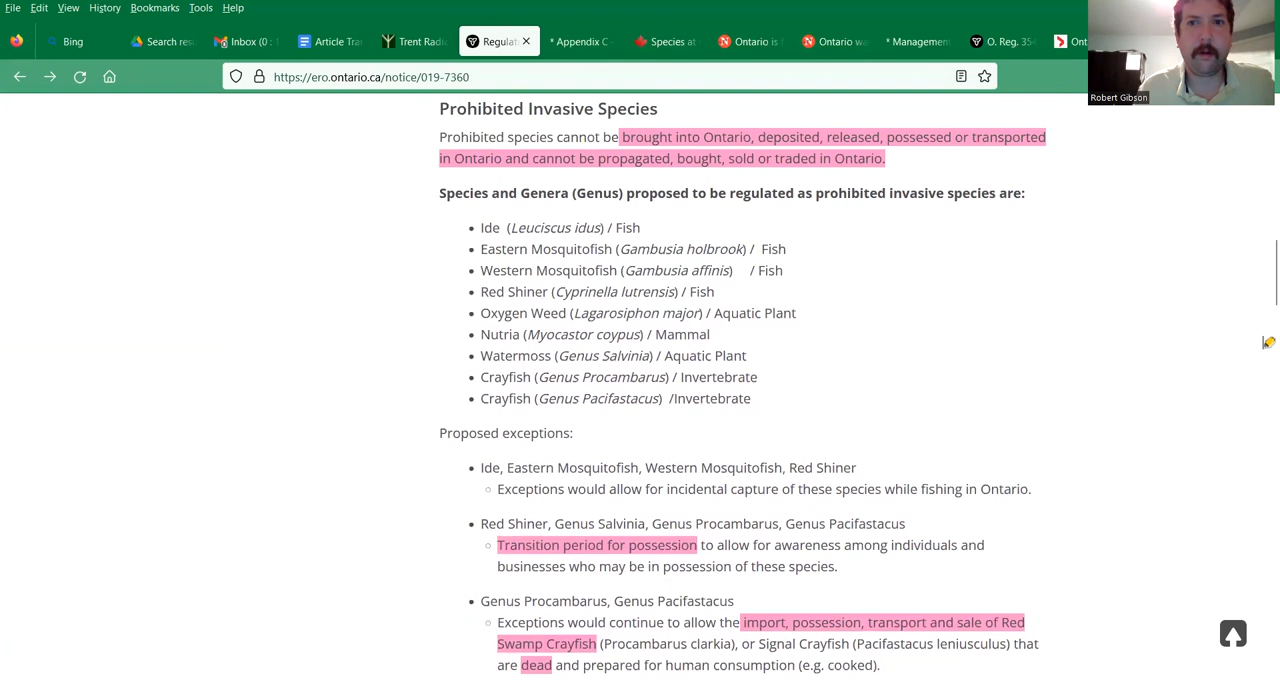 File Edit View History Bookmarks Tools Help
Bing Search res Inbox (0 : Article Tra Trent Radi Regulat × * Appendix C - Species at Ontario is Ontario wa * Managemen O. Reg. 354 Ont
https://ero.ontario.ca/notice/019-7360
Robert Gibson
Prohibited Invasive Species
Prohibited species cannot be brought into Ontario, deposited, released, possessed or transported
in Ontario and cannot be propagated, bought, sold or traded in Ontario.
Species and Genera (Genus) proposed to be regulated as prohibited invasive species are:
• Ide (Leuciscus idus) / Fish
• Eastern Mosquitofish (Gambusia holbrook) / Fish
• Western Mosquitofish (Gambusia affinis) / Fish
• Red Shiner (Cyprinella lutrensis) / Fish
• Oxygen Weed (Lagarosiphon major) / Aquatic Plant
• Nutria (Myocastor coypus) / Mammal
• Watermoss (Genus Salvinia) / Aquatic Plant
• Crayfish (Genus Procambarus) / Invertebrate
• Crayfish (Genus Pacifastacus) /Invertebrate
Proposed exceptions:
• Ide, Eastern Mosquitofish, Western Mosquitofish, Red Shiner
○ Exceptions would allow for incidental capture of these species while fishing in Ontario.
• Red Shiner, Genus Salvinia, Genus Procambarus, Genus Pacifastacus
○ Transition period for possession to allow for awareness among individuals and
businesses who may be in possession of these species.
• Genus Procambarus, Genus Pacifastacus
○ Exceptions would continue to allow the import, possession, transport and sale of Red
Swamp Crayfish (Procambarus clarkia), or Signal Crayfish (Pacifastacus leniusculus) that
are dead and prepared for human consumption (e.g. cooked).